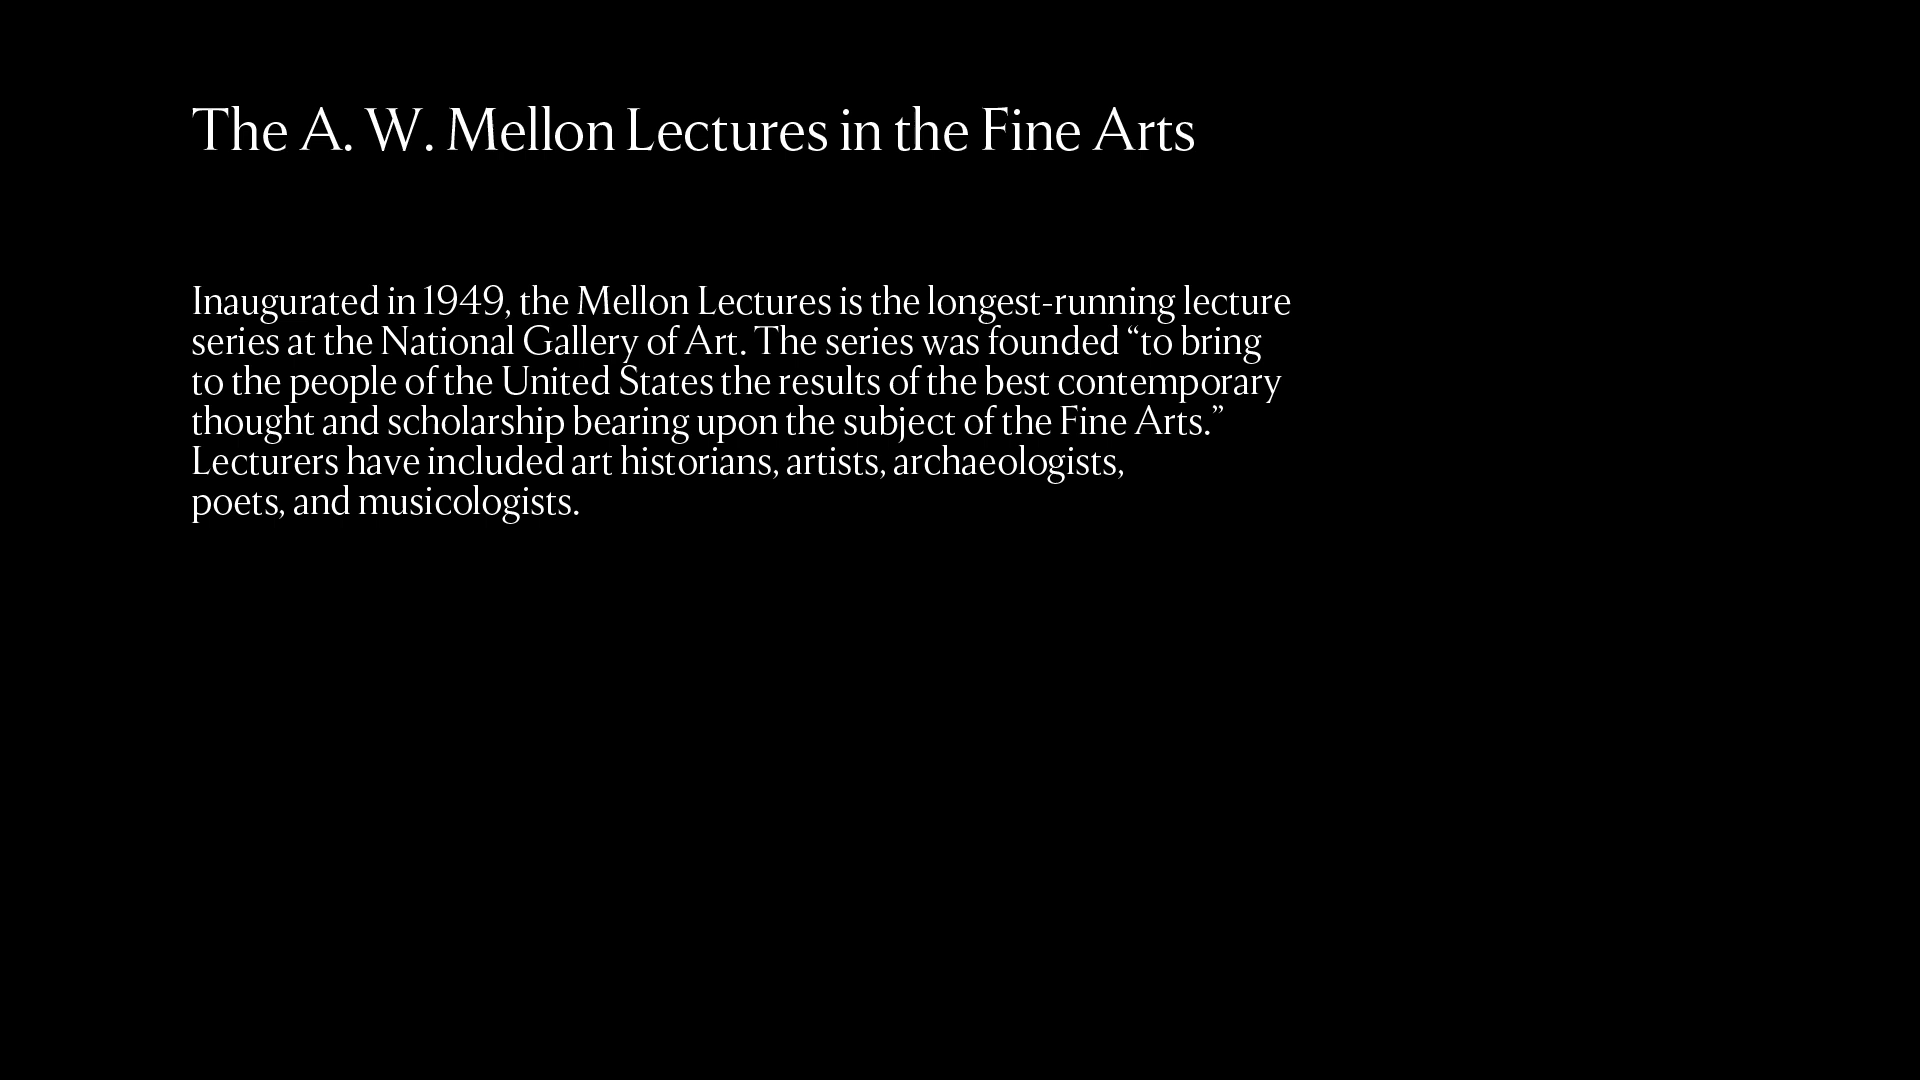 The A. W. Mellon Lectures in the Fine Arts
Inaugurated in 1949, the Mellon Lectures is the longest-running lecture
series at the National Gallery of Art. The series was founded “to bring
to the people of the United States the results of the best contemporary
thought and scholarship bearing upon the subject of the Fine Arts.”
Lecturers have included art historians, artists, archaeologists,
poets, and musicologists.